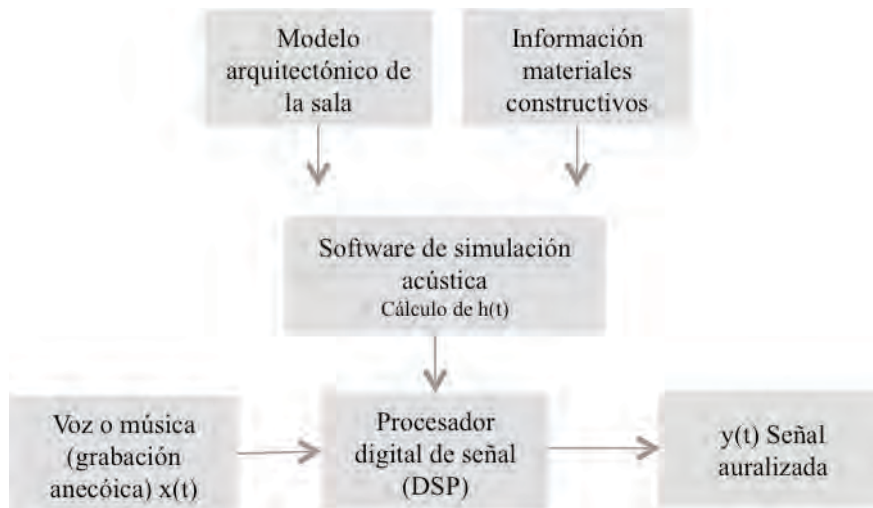 Modelo
arquitectónico de
la sala
Información
materiales
constructivos
Software de simulación
acústica
Cálculo de h(t)
Voz o música
(grabación
anecóica) x(t)
Procesador
digital de señal
(DSP)
y(t) Señal
auralizada